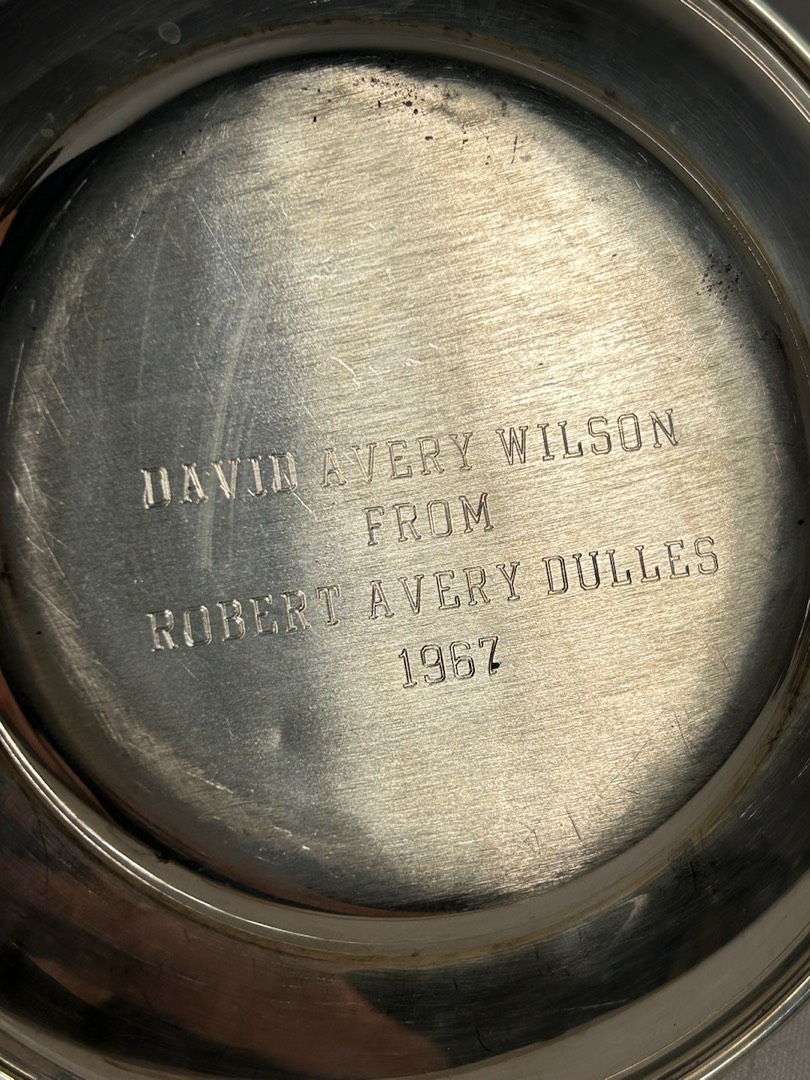 DAVID AVERY WILSON
FROM
ROBERT AVERY DULLES
1967